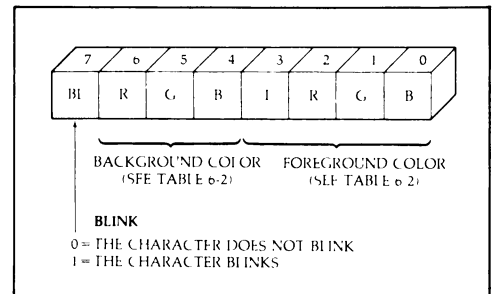 7 6 5 4 3 2 1 0
BI R G B I R G B
BACKGROUND COLOR FOREGROUND COLOR
(SEE TABLE 6-2) (SEE TABLE 6-2)
BLINK
0 = THE CHARACTER DOES NOT BLINK
1 = THE CHARACTER BLINKS